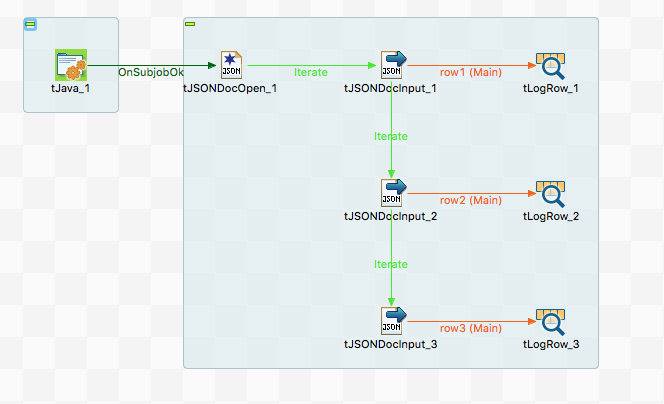 OnSubjobOk
Iterate
row1 (Main)
JSON
JSON
tJava_1
tJSONDocOpen_1
tJSONDocInput_1
tLogRow_1
Iterate
JSON
row2 (Main)
tJSONDocInput_2
tLogRow_2
Iterate
JSON
row3 (Main)
tJSONDocInput_3
tLogRow_3